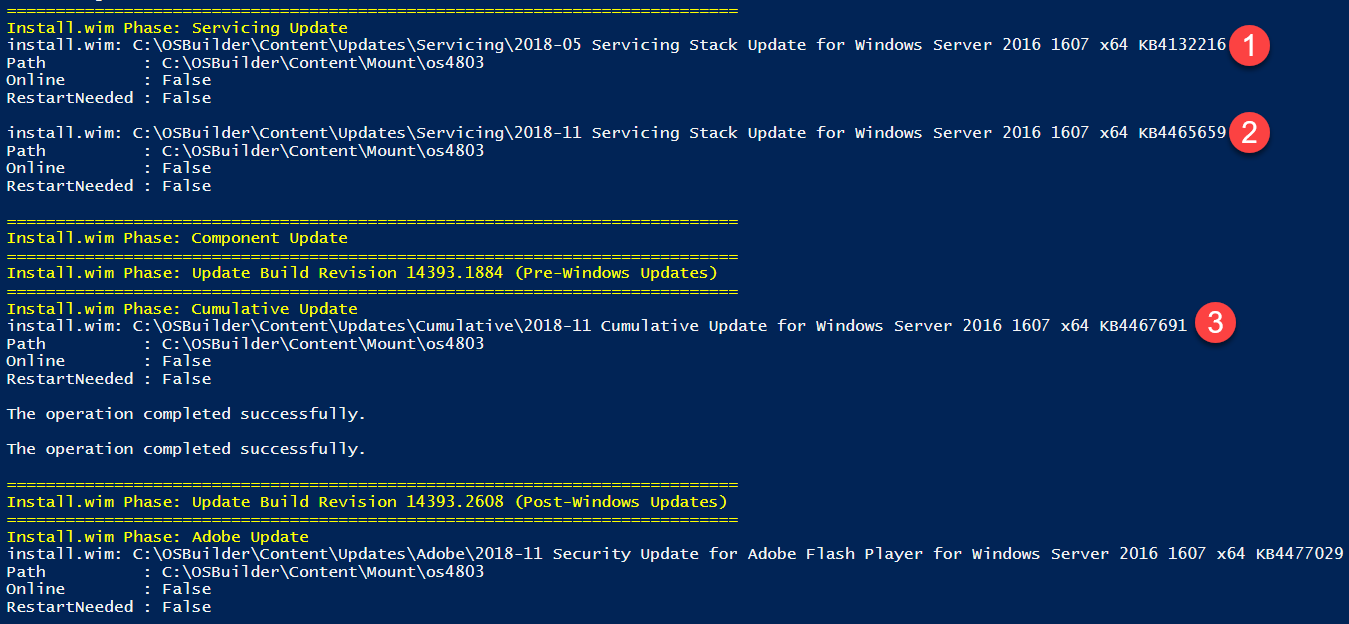 ===========================================================================
Install.wim Phase: Servicing Update
install.wim: C:\OSBuilder\Content\Updates\Servicing\2018-05 Servicing Stack Update for Windows Server 2016 1607 x64 KB4132216 1
Path          : C:\OSBuilder\Content\Mount\os4803
Online        : False
RestartNeeded : False
install.wim: C:\OSBuilder\Content\Updates\Servicing\2018-11 Servicing Stack Update for Windows Server 2016 1607 x64 KB4465659 2
Path          : C:\OSBuilder\Content\Mount\os4803
Online        : False
RestartNeeded : False
===========================================================================
Install.wim Phase: Component Update
===========================================================================
Install.wim Phase: Update Build Revision 14393.1884 (Pre-Windows Updates)
===========================================================================
Install.wim Phase: Cumulative Update
install.wim: C:\OSBuilder\Content\Updates\Cumulative\2018-11 Cumulative Update for Windows Server 2016 1607 x64 KB4467691 3
Path          : C:\OSBuilder\Content\Mount\os4803
Online        : False
RestartNeeded : False
The operation completed successfully.
The operation completed successfully.
===========================================================================
Install.wim Phase: Update Build Revision 14393.2608 (Post-Windows Updates)
===========================================================================
Install.wim Phase: Adobe Update
install.wim: C:\OSBuilder\Content\Updates\Adobe\2018-11 Security Update for Adobe Flash Player for Windows Server 2016 1607 x64 KB4477029
Path          : C:\OSBuilder\Content\Mount\os4803
Online        : False
RestartNeeded : False